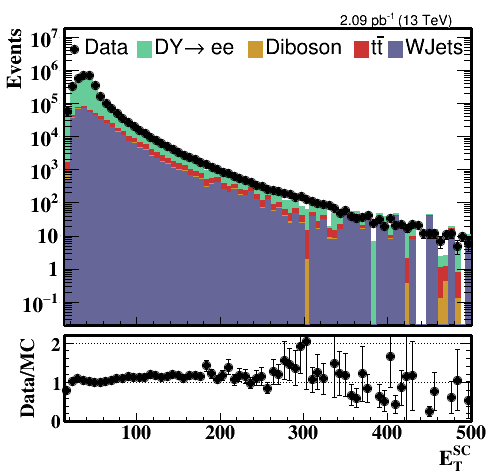 2.09 pb⁻¹ (13 TeV)
Data DY→ ee Diboson tt̄ WJets
Events
10⁷
10⁶
10⁵
10⁴
10³
10²
10
1
10⁻¹
Data/MC
2
1
0
100 200 300 400 500
E_T^SC